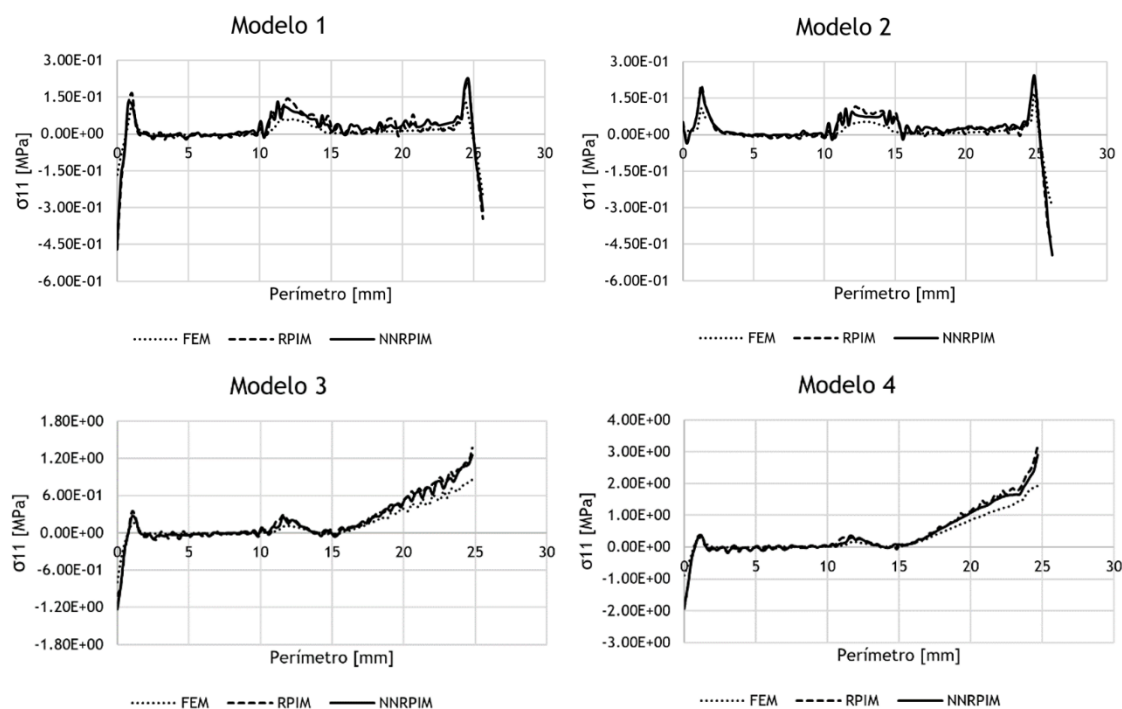 Modelo 1
3.00E-01
1.50E-01
0.00E+00
-1.50E-01
-3.00E-01
-4.50E-01
-6.00E-01
σ11 [MPa]
0 5 10 15 20 25 30
Perímetro [mm]
FEM RPIM NNRPIM
Modelo 2
3.00E-01
1.50E-01
0.00E+00
-1.50E-01
-3.00E-01
-4.50E-01
-6.00E-01
σ11 [MPa]
0 5 10 15 20 25 30
Perímetro [mm]
FEM RPIM NNRPIM
Modelo 3
1.80E+00
1.20E+00
6.00E-01
0.00E+00
-6.00E-01
-1.20E+00
-1.80E+00
σ11 [MPa]
0 5 10 15 20 25 30
Perímetro [mm]
FEM RPIM NNRPIM
Modelo 4
4.00E+00
3.00E+00
2.00E+00
1.00E+00
0.00E+00
-1.00E+00
-2.00E+00
-3.00E+00
σ11 [MPa]
0 5 10 15 20 25 30
Perímetro [mm]
FEM RPIM NNRPIM